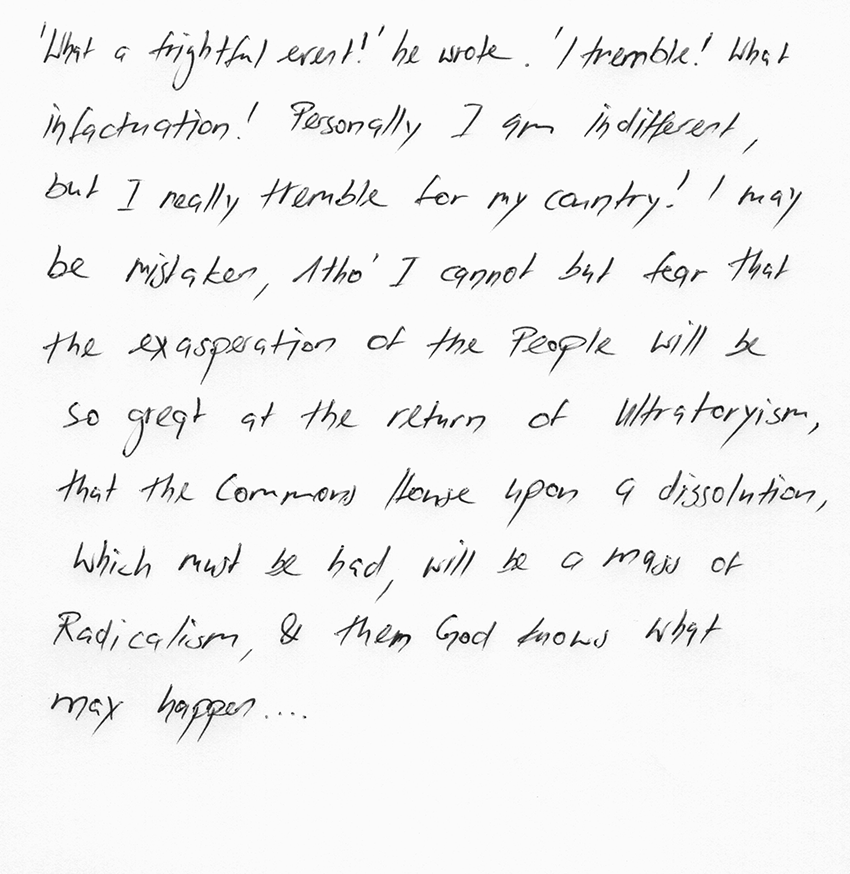 'What a frightful event!' he wrote. 'I tremble! What
infactuation! Personally I am indifferent,
but I really tremble for my country! I may
be mistaken, Altho' I cannot but fear that
the exasperation of the People will be
so great at the return of Ultratoryism,
that the Commons House upon a dissolution,
which must be had, will be a mass of
Radicalism, & then God knows what
may happen....